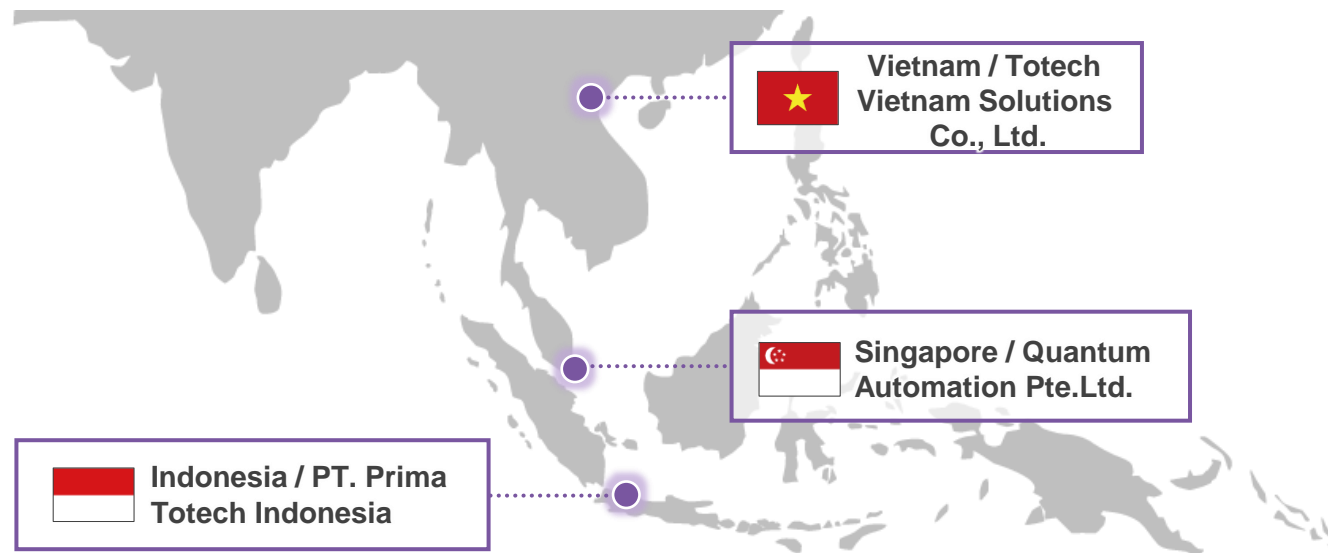 Vietnam / Totech
Vietnam Solutions
Co., Ltd.
Singapore / Quantum
Automation Pte.Ltd.
Indonesia / PT. Prima
Totech Indonesia